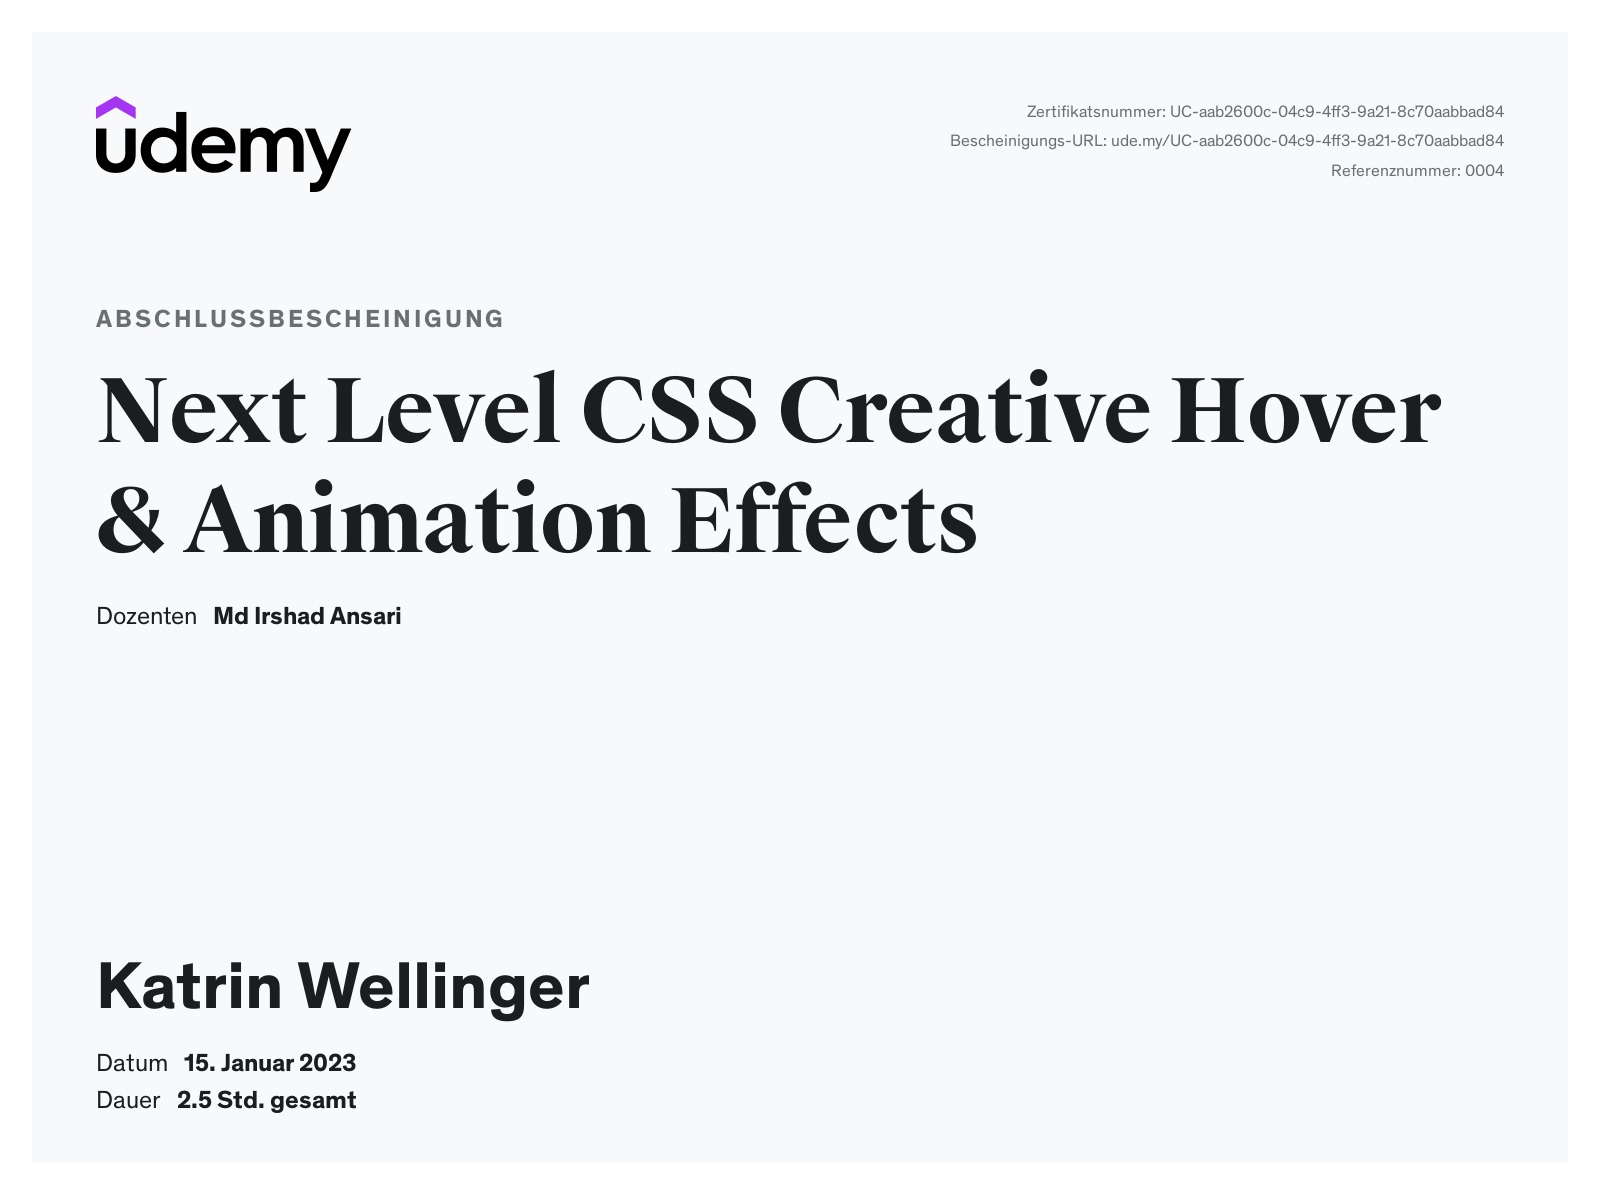 udemy
Zertifikatsnummer: UC-aab2600c-04c9-4ff3-9a21-8c70aabbad84
Bescheinigungs-URL: ude.my/UC-aab2600c-04c9-4ff3-9a21-8c70aabbad84
Referenznummer: 0004
ABSCHLUSSBESCHEINIGUNG
Next Level CSS Creative Hover
& Animation Effects
Dozenten Md Irshad Ansari
Katrin Wellinger
Datum 15. Januar 2023
Dauer 2.5 Std. gesamt